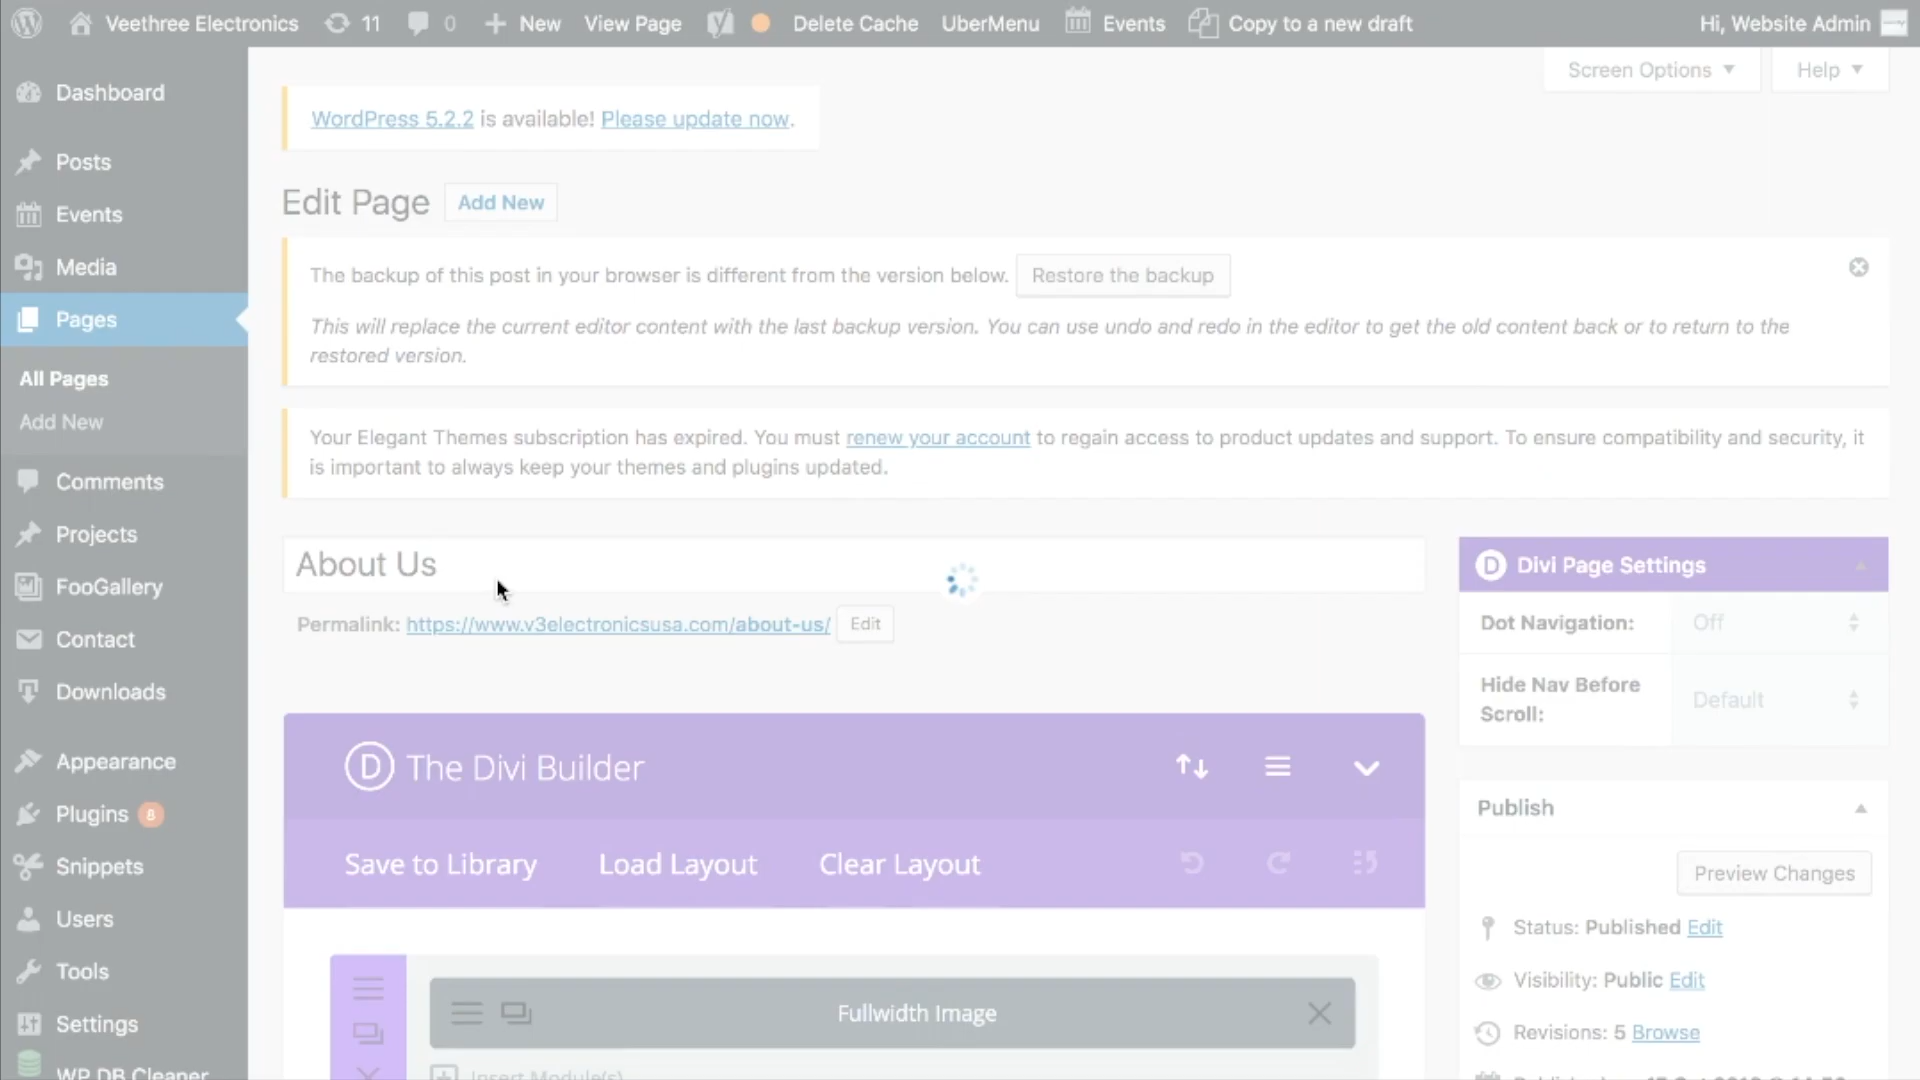 Veethree Electronics 11 0 New View Page Delete Cache UberMenu Events Copy to a new draft Hi, Website Admin
Screen Options Help
Dashboard
Posts
Events
Media
Pages
All Pages
Add New
Comments
Projects
FooGallery
Contact
Downloads
Appearance
Plugins 8
Snippets
Users
Tools
Settings
WP DB Cleaner
WordPress 5.2.2 is available! Please update now.
Edit Page Add New
The backup of this post in your browser is different from the version below. Restore the backup
This will replace the current editor content with the last backup version. You can use undo and redo in the editor to get the old content back or to return to the
restored version.
Your Elegant Themes subscription has expired. You must renew your account to regain access to product updates and support. To ensure compatibility and security, it
is important to always keep your themes and plugins updated.
About Us
Permalink: https://www.v3electronicsusa.com/about-us/ Edit
D The Divi Builder
Save to Library Load Layout Clear Layout
Fullwidth Image
Insert Module(s)
D Divi Page Settings
Dot Navigation: Off
Hide Nav Before
Scroll: Default
Publish
Preview Changes
Status: Published Edit
Visibility: Public Edit
Revisions: 5 Browse